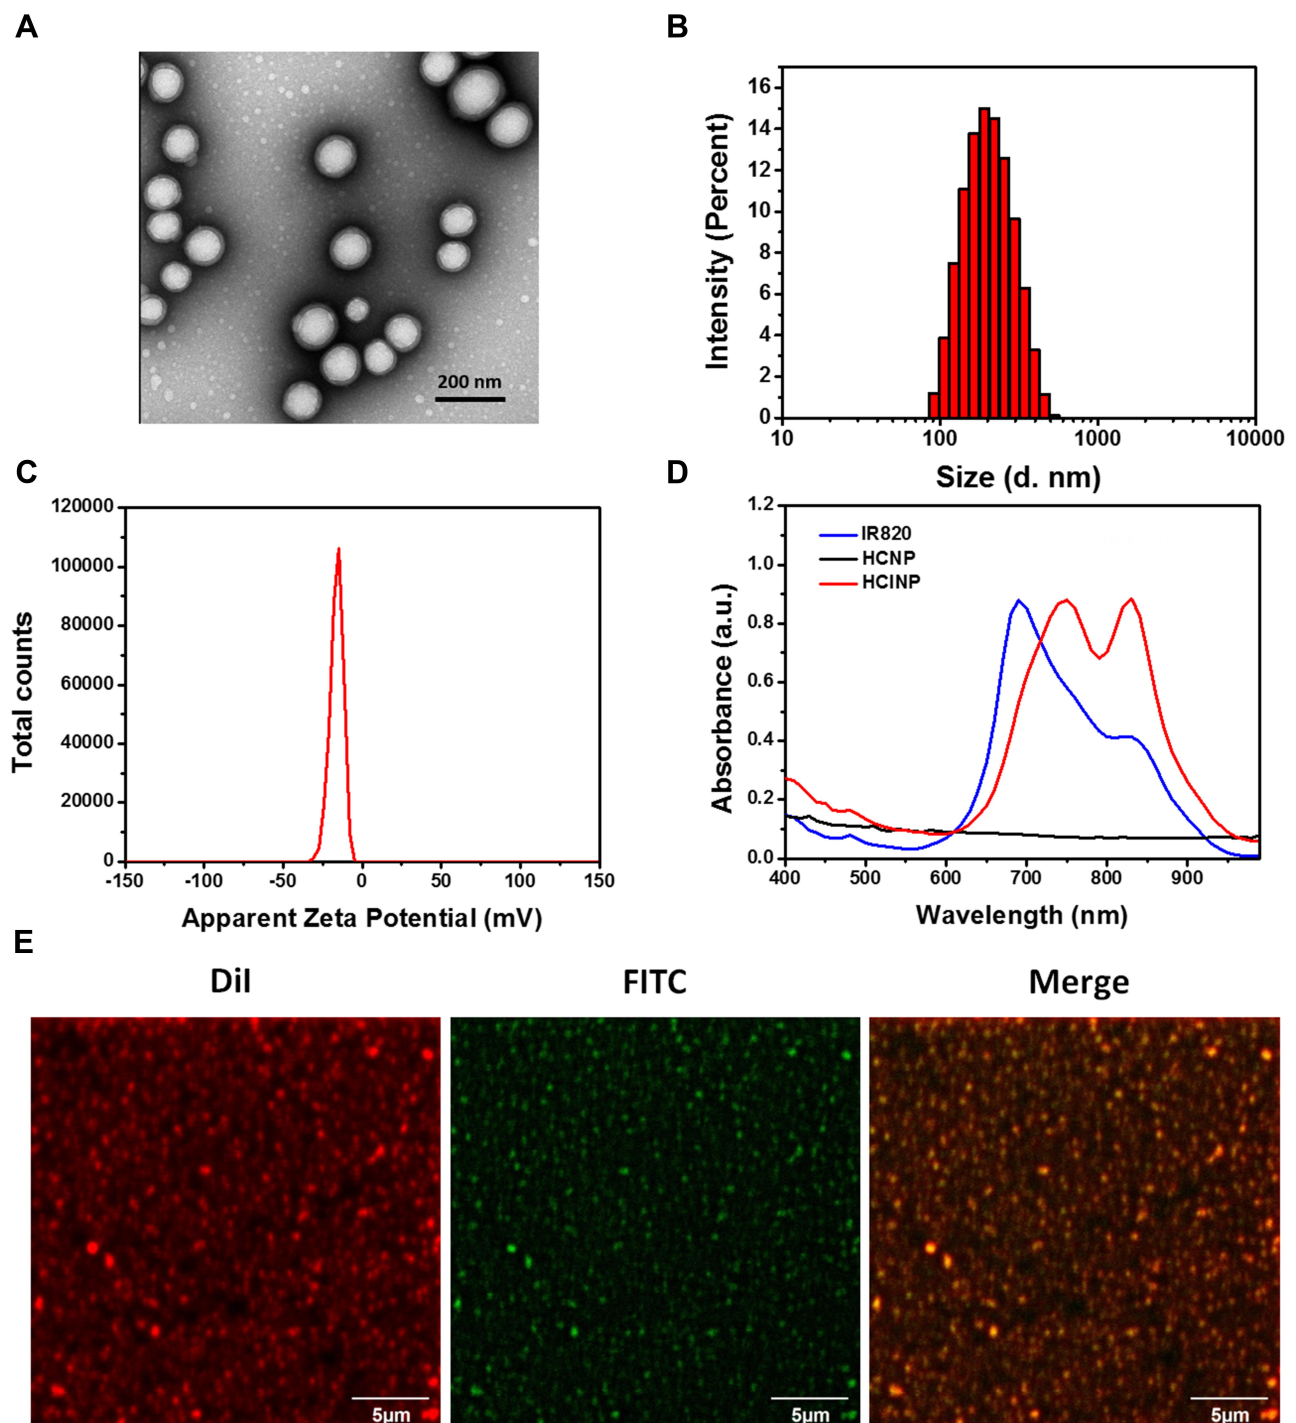 A
200 nm
B
Intensity (Percent)
16
14
12
10
8
6
4
2
0
10 100 1000 10000
Size (d. nm)
C
Total counts
120000
100000
80000
60000
40000
20000
0
-150 -100 -50 0 50 100 150
Apparent Zeta Potential (mV)
D
Absorbance (a.u.)
1.2
1.0
0.8
0.6
0.4
0.2
0.0
IR820
HCNP
HCINP
400 500 600 700 800 900
Wavelength (nm)
E
DiI FITC Merge
5μm 5μm 5μm